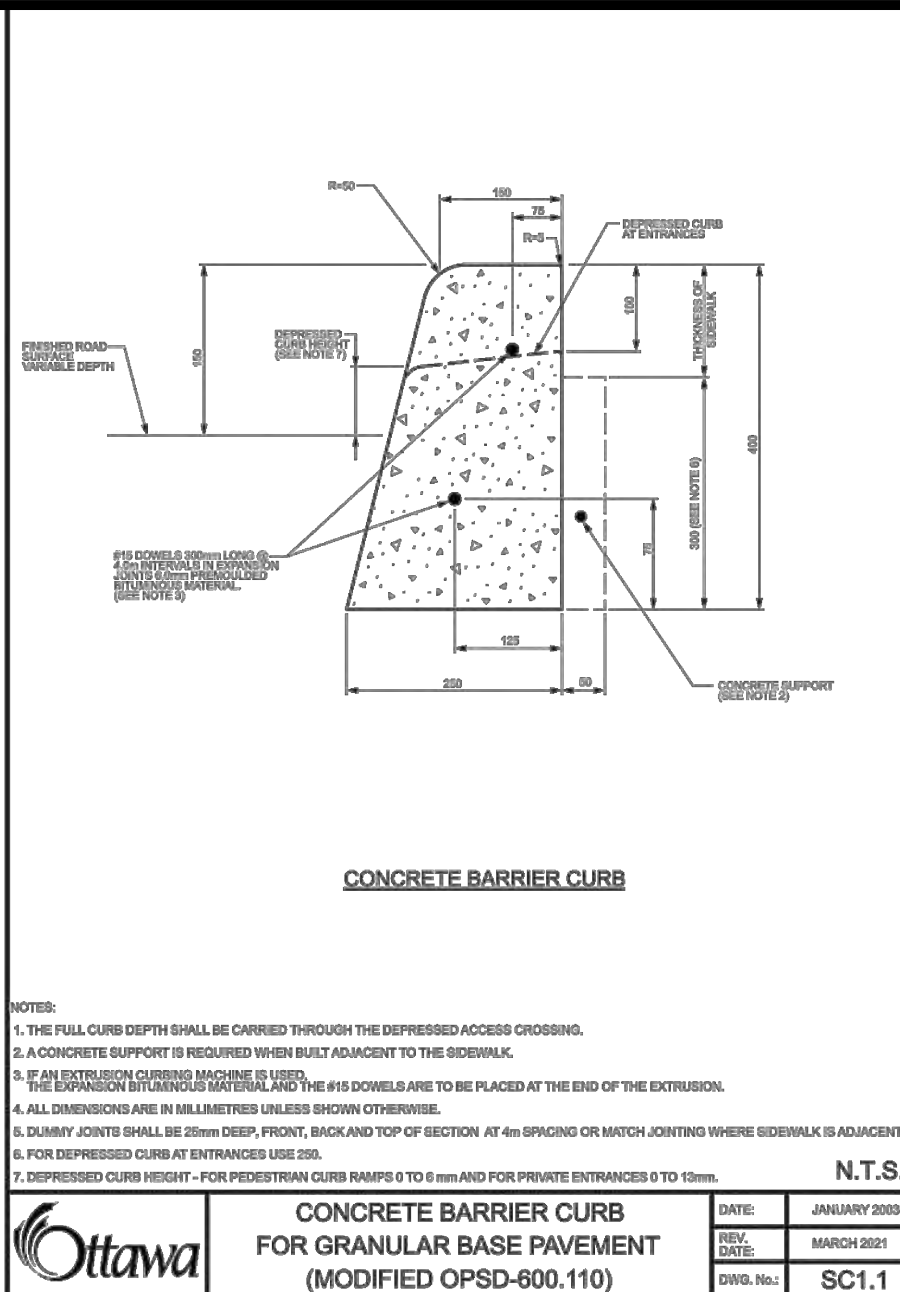 R=50
150
75
R=5
DEPRESSED CURB
AT ENTRANCES
150
100
THICKNESS OF
SIDEWALK
DEPRESSED
CURB HEIGHT
(SEE NOTE 7)
FINISHED ROAD
SURFACE
VARIABLE DEPTH
400
300 (SEE NOTE 6)
75
#15 DOWELS 300mm LONG @
4.0m INTERVALS IN EXPANSION
JOINTS 6.0mm PREMOULDED
BITUMINOUS MATERIAL.
(SEE NOTE 3)
125
250
50
CONCRETE SUPPORT
(SEE NOTE 2)
CONCRETE BARRIER CURB
NOTES:
1. THE FULL CURB DEPTH SHALL BE CARRIED THROUGH THE DEPRESSED ACCESS CROSSING.
2. A CONCRETE SUPPORT IS REQUIRED WHEN BUILT ADJACENT TO THE SIDEWALK.
3. IF AN EXTRUSION CURBING MACHINE IS USED,
THE EXPANSION BITUMINOUS MATERIAL AND THE #15 DOWELS ARE TO BE PLACED AT THE END OF THE EXTRUSION.
4. ALL DIMENSIONS ARE IN MILLIMETRES UNLESS SHOWN OTHERWISE.
5. DUMMY JOINTS SHALL BE 25mm DEEP, FRONT, BACK AND TOP OF SECTION AT 4m SPACING OR MATCH JOINTING WHERE SIDEWALK IS ADJACENT
6. FOR DEPRESSED CURB AT ENTRANCES USE 250.
7. DEPRESSED CURB HEIGHT - FOR PEDESTRIAN CURB RAMPS 0 TO 6 mm AND FOR PRIVATE ENTRANCES 0 TO 13mm.
N.T.S.
Ottawa
CONCRETE BARRIER CURB
FOR GRANULAR BASE PAVEMENT
(MODIFIED OPSD-600.110)
DATE: JANUARY 2003
REV.
DATE: MARCH 2021
DWG. No.: SC1.1